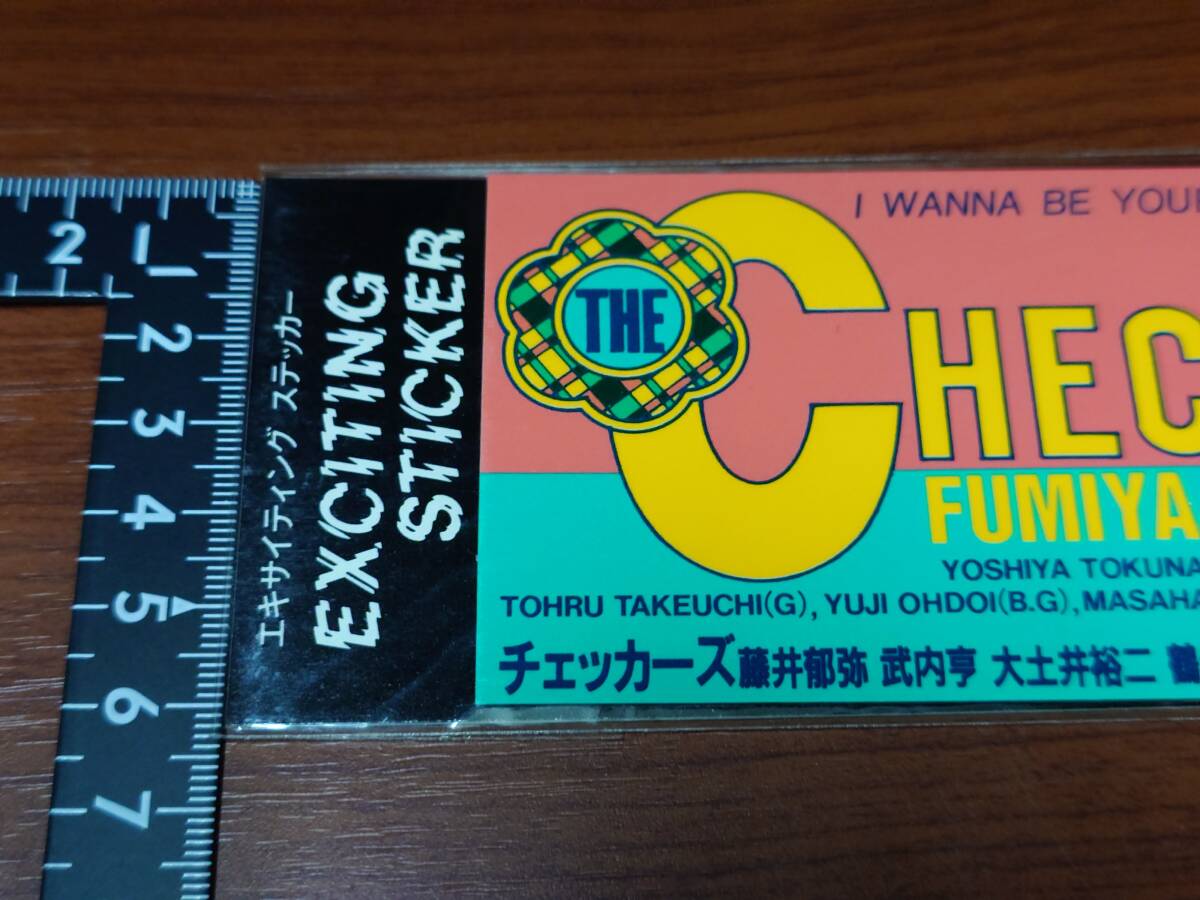 エキサイティング ステッカー
EXCITING
STICKER
I WANNA BE YOUR
THE
CHEC
FUMIYA
YOSHIYA TOKUNA
TOHRU TAKEUCHI(G), YUJI OHDOI(B.G), MASAHA
チェッカーズ 藤井郁弥 武内亨 大土井裕二 鶴
2 1
2
3
4
5
6
7